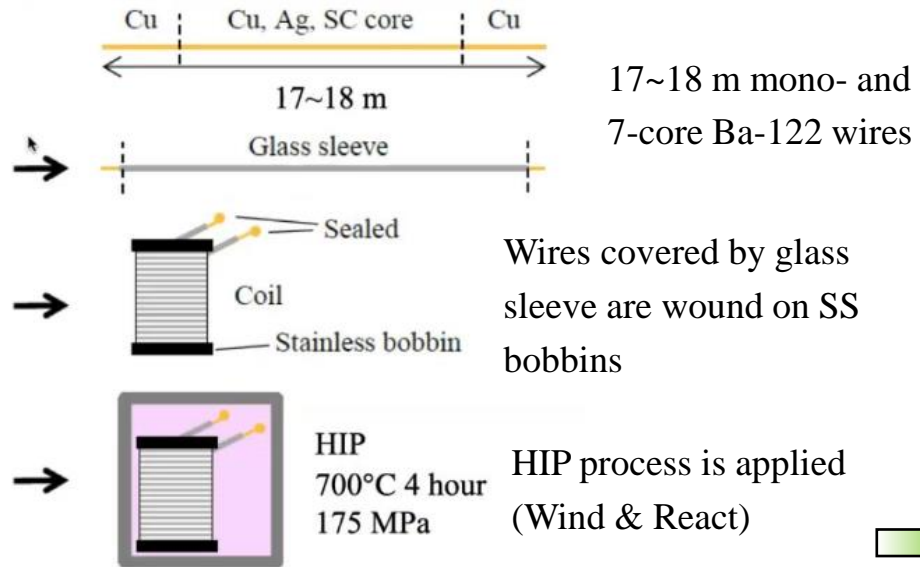 Cu Cu, Ag, SC core Cu
17~18 m
17~18 m mono- and
7-core Ba-122 wires
Glass sleeve
Sealed
Coil
Stainless bobbin
Wires covered by glass
sleeve are wound on SS
bobbins
HIP
700°C 4 hour
175 MPa
HIP process is applied
(Wind & React)